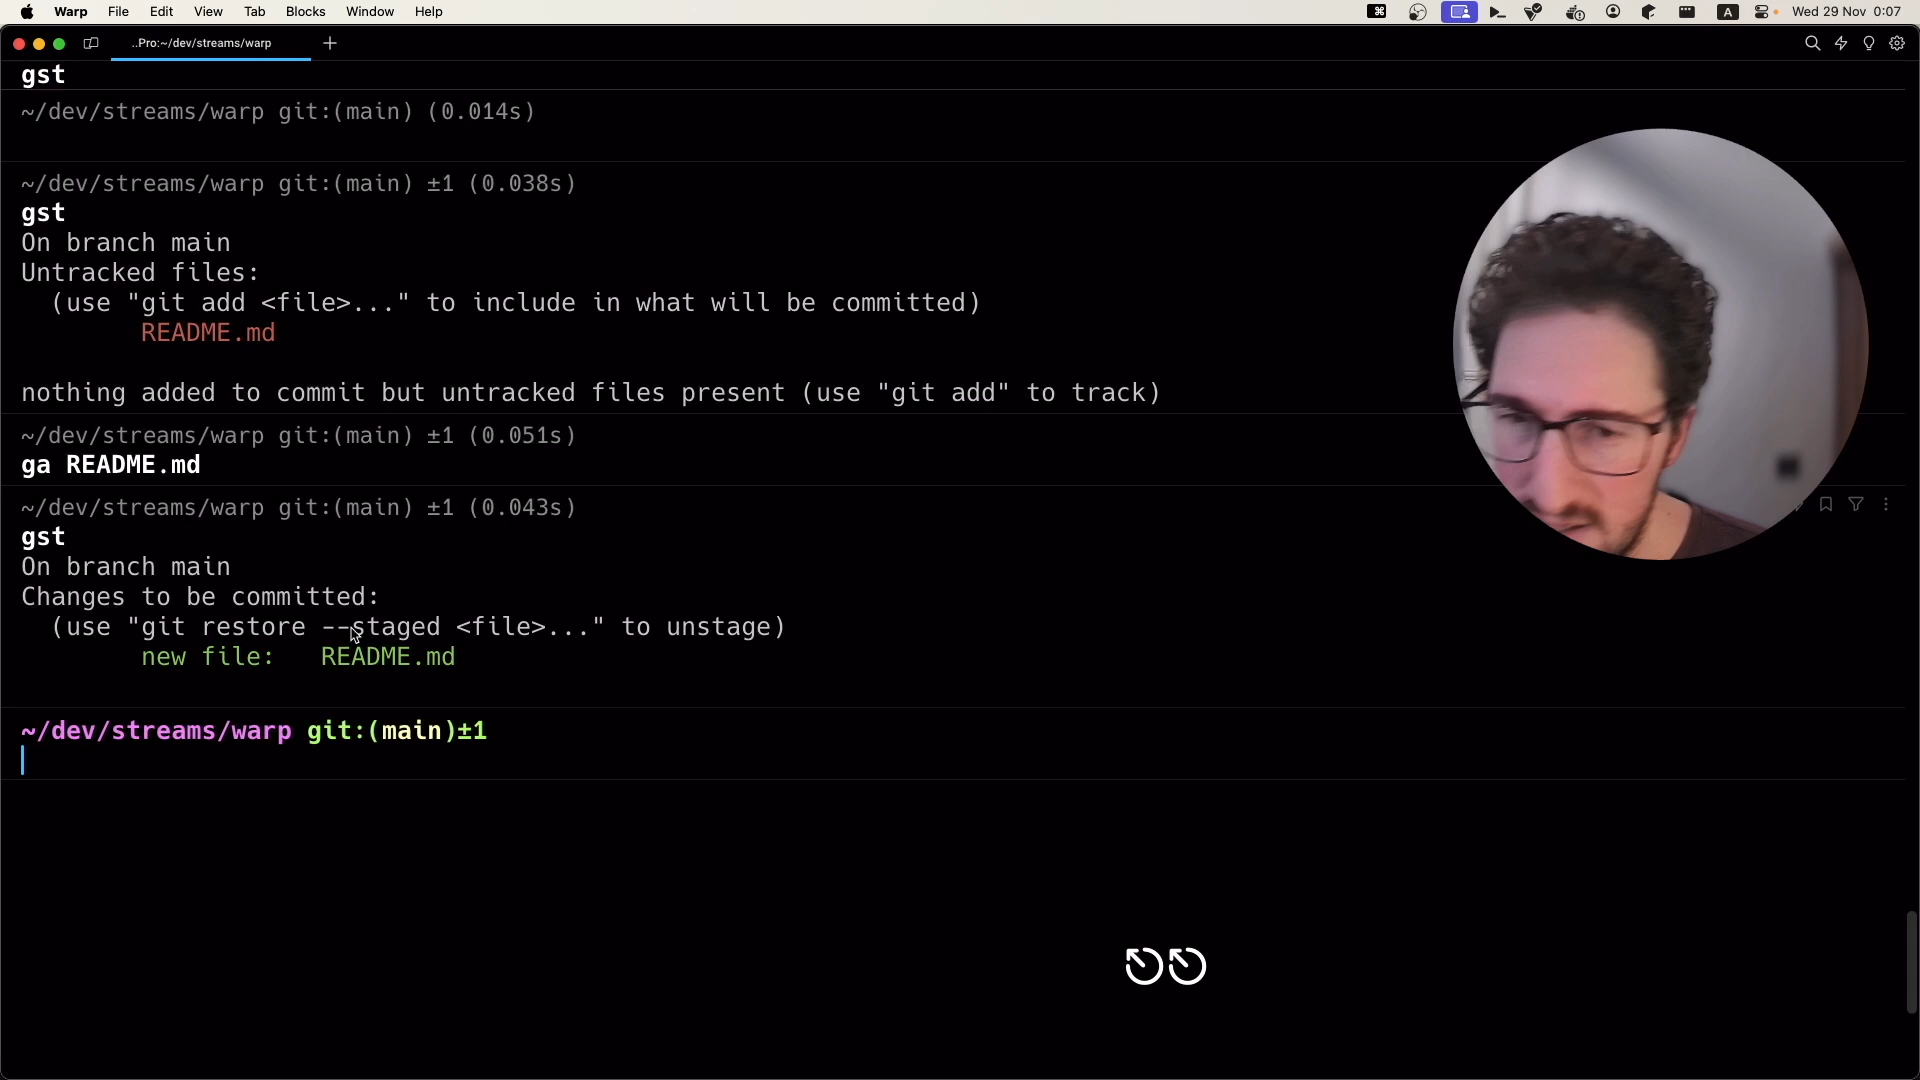 Warp File Edit View Tab Blocks Window Help
A Wed 29 Nov 0:07
..Pro:~/dev/streams/warp
gst
~/dev/streams/warp git:(main) (0.014s)
~/dev/streams/warp git:(main) ±1 (0.038s)
gst
On branch main
Untracked files:
(use "git add <file>..." to include in what will be committed)
README.md
nothing added to commit but untracked files present (use "git add" to track)
~/dev/streams/warp git:(main) ±1 (0.051s)
ga README.md
~/dev/streams/warp git:(main) ±1 (0.043s)
gst
On branch main
Changes to be committed:
(use "git restore --staged <file>..." to unstage)
new file:   README.md
~/dev/streams/warp git:(main)±1